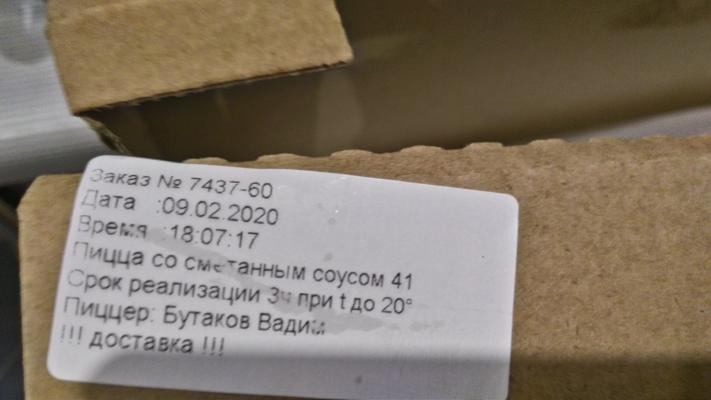 Заказ № 7437-60
Дата :09.02.2020
Время :18:07:17
Пицца со сметанным соусом 41
Срок реализации 3ч при t до 20°
Пиццер: Бутаков Вадим
!!! доставка !!!